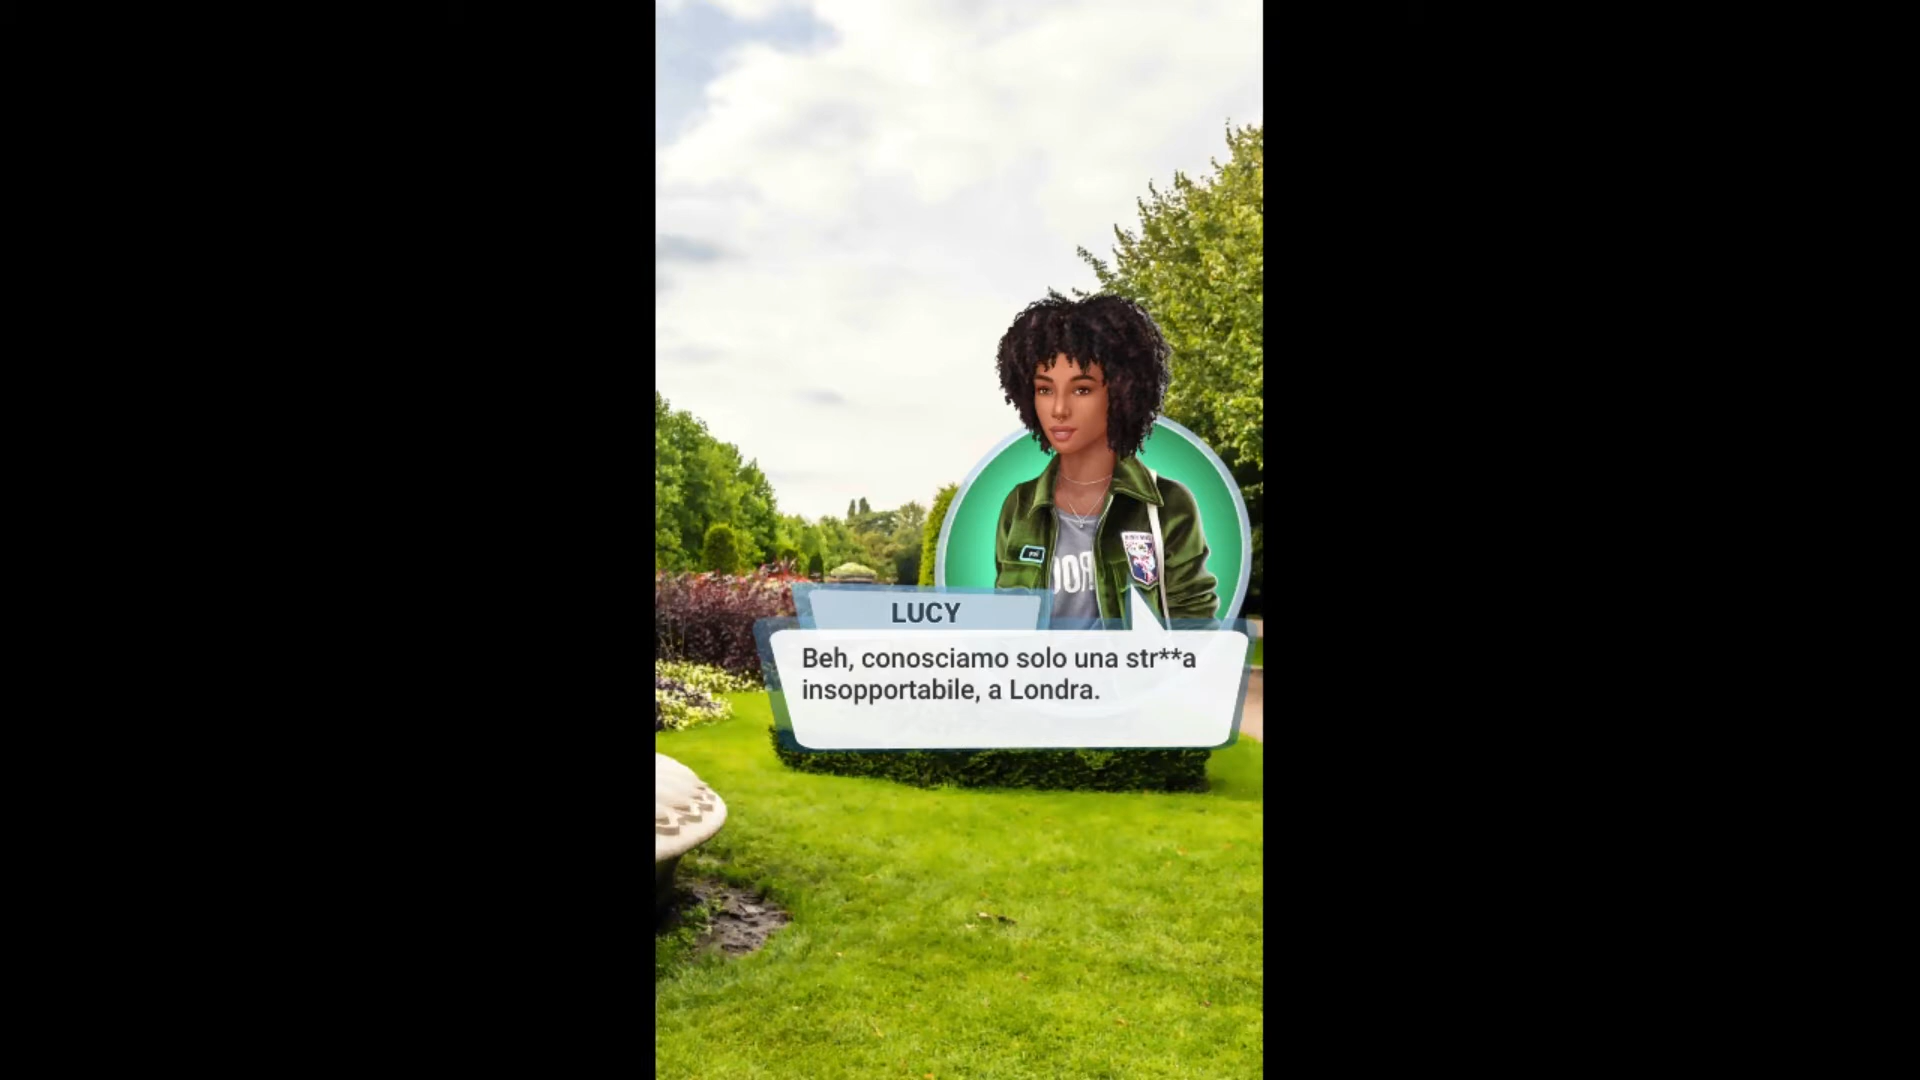 LUCY
Beh, conosciamo solo una str**a
insopportabile, a Londra.